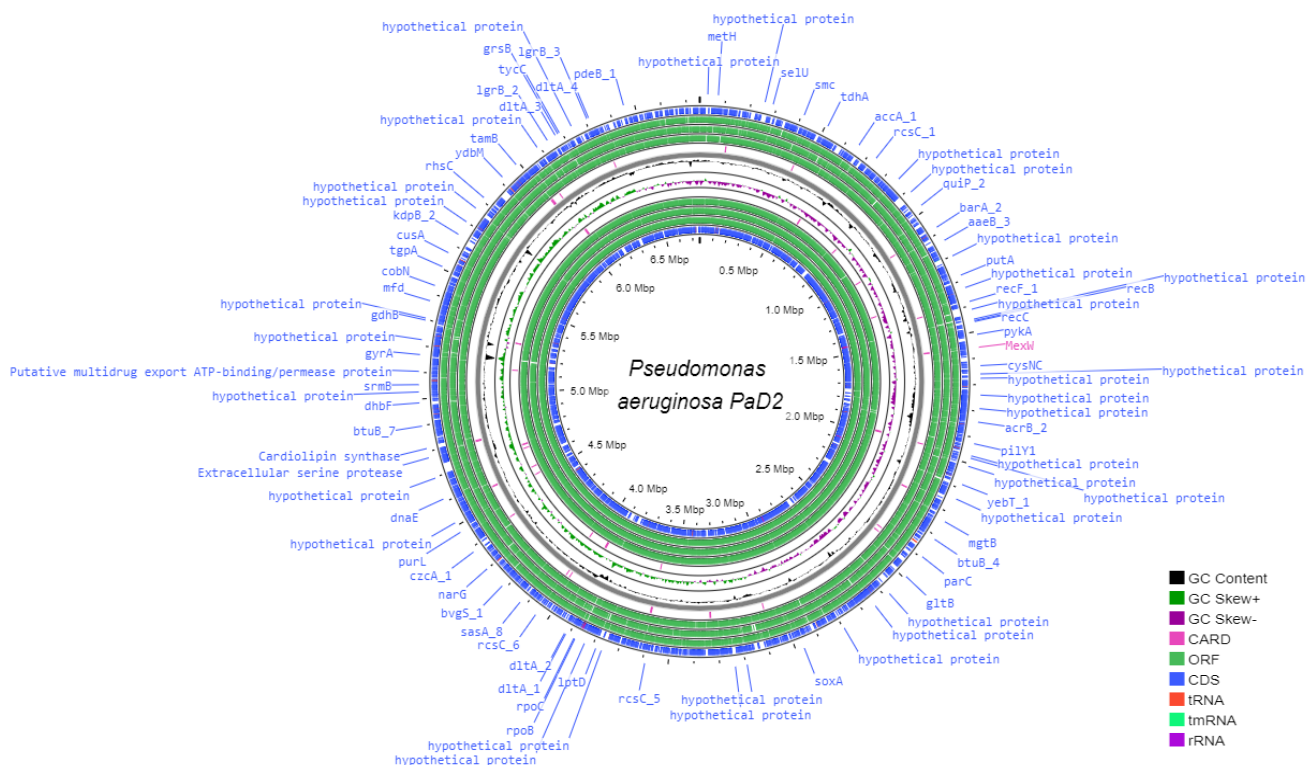 hypothetical protein
metH
hypothetical protein
selU
smc
tdhA
accA_1
rcsC_1
hypothetical protein
hypothetical protein
quiP_2
barA_2
aaeB_3
hypothetical protein
putA
hypothetical protein
recF_1
hypothetical protein
recB
hypothetical protein
recC
pykA
MexW
cysNC
hypothetical protein
hypothetical protein
hypothetical protein
hypothetical protein
acrB_2
pilY1
hypothetical protein
hypothetical protein
hypothetical protein
yebT_1
hypothetical protein
mgtB
btuB_4
parC
gltB
hypothetical protein
hypothetical protein
hypothetical protein
soxA
hypothetical protein
hypothetical protein
rcsC_5
hypothetical protein
hypothetical protein
lptD
rpoB
rpoC
dltA_1
dltA_2
rcsC_6
sasA_8
bvgS_1
narG
czcA_1
purL
hypothetical protein
dnaE
hypothetical protein
Extracellular serine protease
Cardiolipin synthase
btuB_7
dhbF
hypothetical protein
srmB
Putative multidrug export ATP-binding/permease protein
gyrA
hypothetical protein
gdhB
hypothetical protein
mfd
cobN
tgpA
cusA
kdpB_2
hypothetical protein
hypothetical protein
rhsC
ydbM
tamB
hypothetical protein
dltA_3
lgrB_2
tycC
grsB
hypothetical protein
lgrB_3
dltA_4
pdeB_1
0.5 Mbp
1.0 Mbp
1.5 Mbp
2.0 Mbp
2.5 Mbp
3.0 Mbp
3.5 Mbp
4.0 Mbp
4.5 Mbp
5.0 Mbp
5.5 Mbp
6.0 Mbp
6.5 Mbp
Pseudomonas
aeruginosa PaD2
GC Content
GC Skew+
GC Skew-
CARD
ORF
CDS
tRNA
tmRNA
rRNA